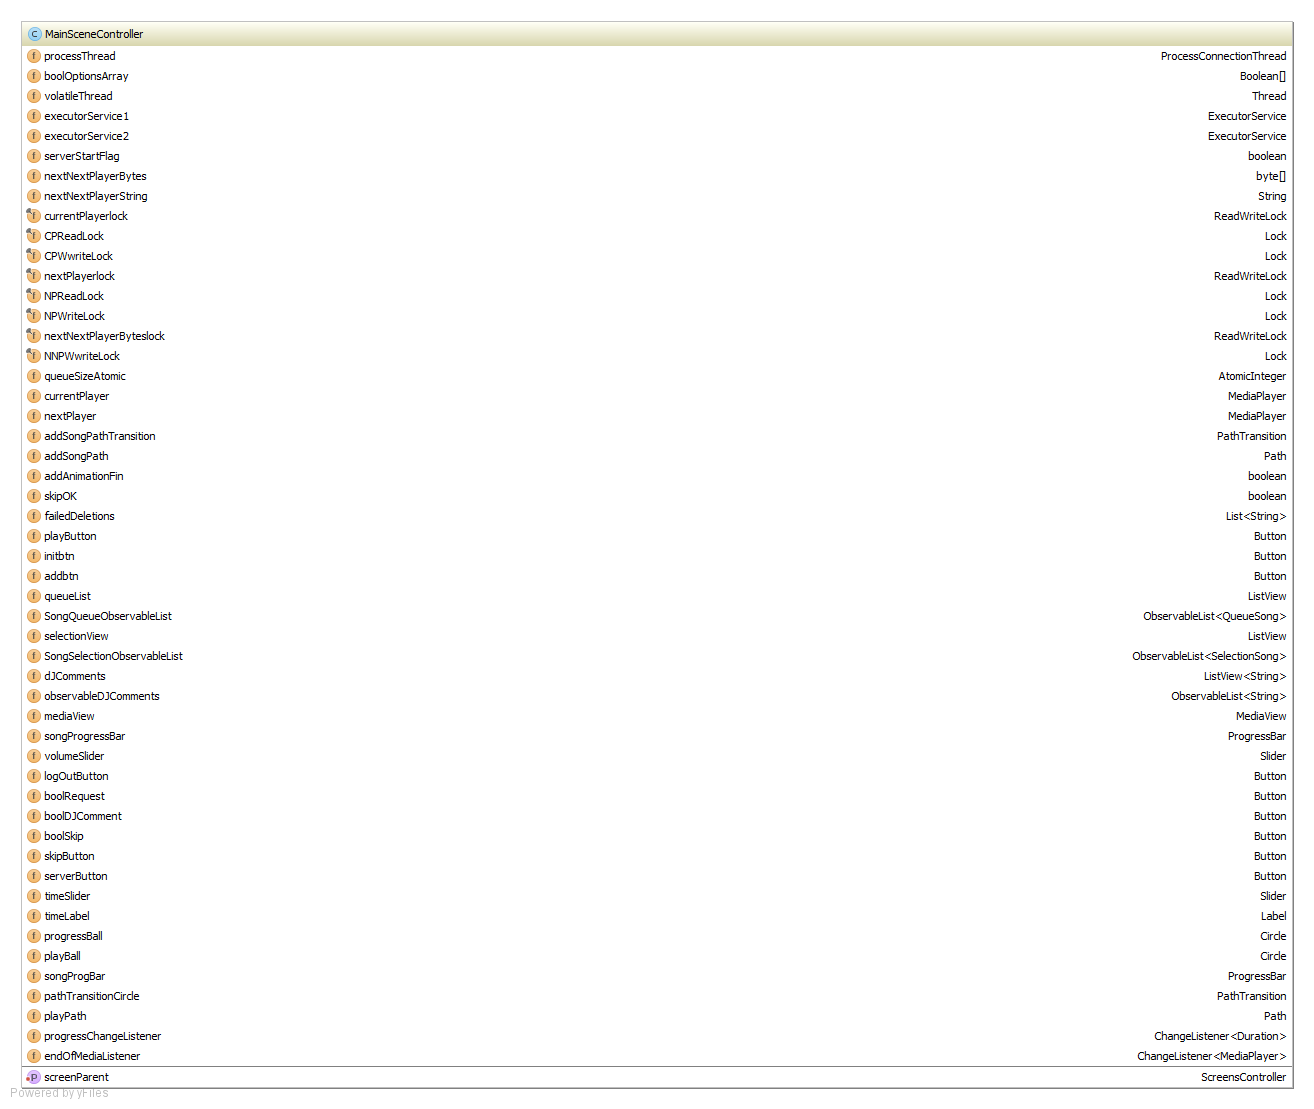 C MainSceneController
f processThread ProcessConnectionThread
f boolOptionsArray Boolean[]
f volatileThread Thread
f executorService1 ExecutorService
f executorService2 ExecutorService
f serverStartFlag boolean
f nextNextPlayerBytes byte[]
f nextNextPlayerString String
f currentPlayerlock ReadWriteLock
f CPReadLock Lock
f CPWwriteLock Lock
f nextPlayerlock ReadWriteLock
f NPReadLock Lock
f NPWriteLock Lock
f nextNextPlayerByteslock ReadWriteLock
f NNPWwriteLock Lock
f queueSizeAtomic AtomicInteger
f currentPlayer MediaPlayer
f nextPlayer MediaPlayer
f addSongPathTransition PathTransition
f addSongPath Path
f addAnimationFin boolean
f skipOK boolean
f failedDeletions List<String>
f playButton Button
f initbtn Button
f addbtn Button
f queueList ListView
f SongQueueObservableList ObservableList<QueueSong>
f selectionView ListView
f SongSelectionObservableList ObservableList<SelectionSong>
f dJComments ListView<String>
f observableDJComments ObservableList<String>
f mediaView MediaView
f songProgressBar ProgressBar
f volumeSlider Slider
f logOutButton Button
f boolRequest Button
f boolDJComment Button
f boolSkip Button
f skipButton Button
f serverButton Button
f timeSlider Slider
f timeLabel Label
f progressBall Circle
f playBall Circle
f songProgBar ProgressBar
f pathTransitionCircle PathTransition
f playPath Path
f progressChangeListener ChangeListener<Duration>
f endOfMediaListener ChangeListener<MediaPlayer>
P screenParent ScreensController
Powered by yFiles